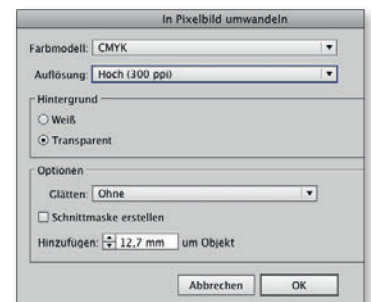 In Pixelbild umwandeln
Farbmodell: CMYK
Auflösung: Hoch (300 ppi)
Hintergrund
Weiß
Transparent
Optionen
Glätten: Ohne
Schnittmaske erstellen
Hinzufügen: 12,7 mm um Objekt
Abbrechen OK